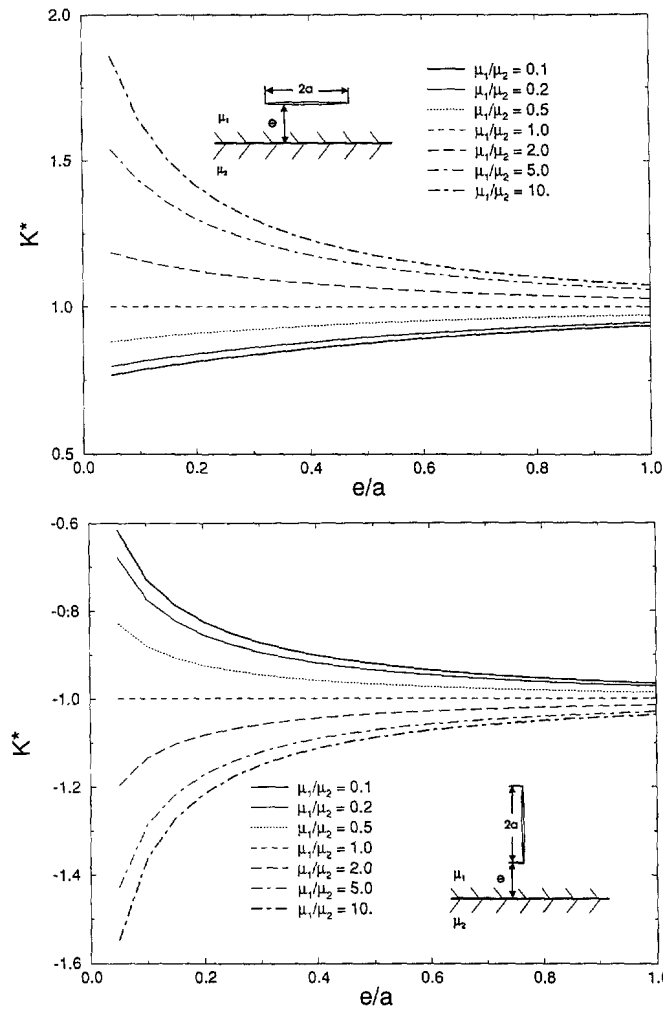 2.0
1.5
1.0
0.5
K*
0.0
0.2
0.4
0.6
0.8
1.0
e/a
2a
μ₁
e
μ₂
μ₁/μ₂ = 0.1
μ₁/μ₂ = 0.2
μ₁/μ₂ = 0.5
μ₁/μ₂ = 1.0
μ₁/μ₂ = 2.0
μ₁/μ₂ = 5.0
μ₁/μ₂ = 10.
-0.6
-0.8
-1.0
-1.2
-1.4
-1.6
K*
0.0
0.2
0.4
0.6
0.8
1.0
e/a
μ₁/μ₂ = 0.1
μ₁/μ₂ = 0.2
μ₁/μ₂ = 0.5
μ₁/μ₂ = 1.0
μ₁/μ₂ = 2.0
μ₁/μ₂ = 5.0
μ₁/μ₂ = 10.
2a
μ₁
e
μ₂